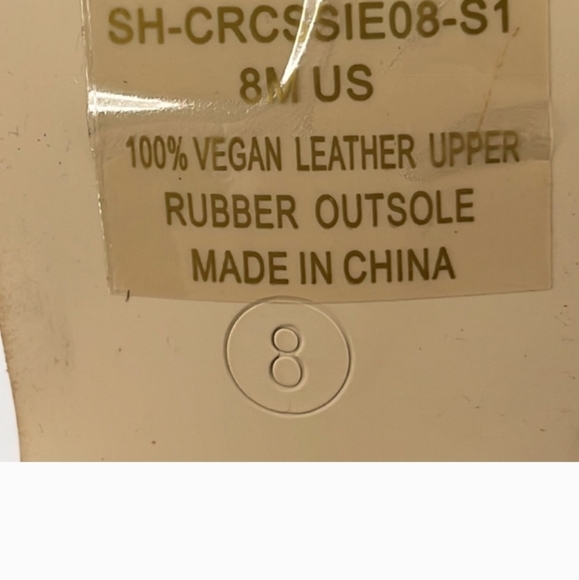 SH-CRCSSIE08-S1
8M US
100% VEGAN LEATHER UPPER
RUBBER OUTSOLE
MADE IN CHINA
8